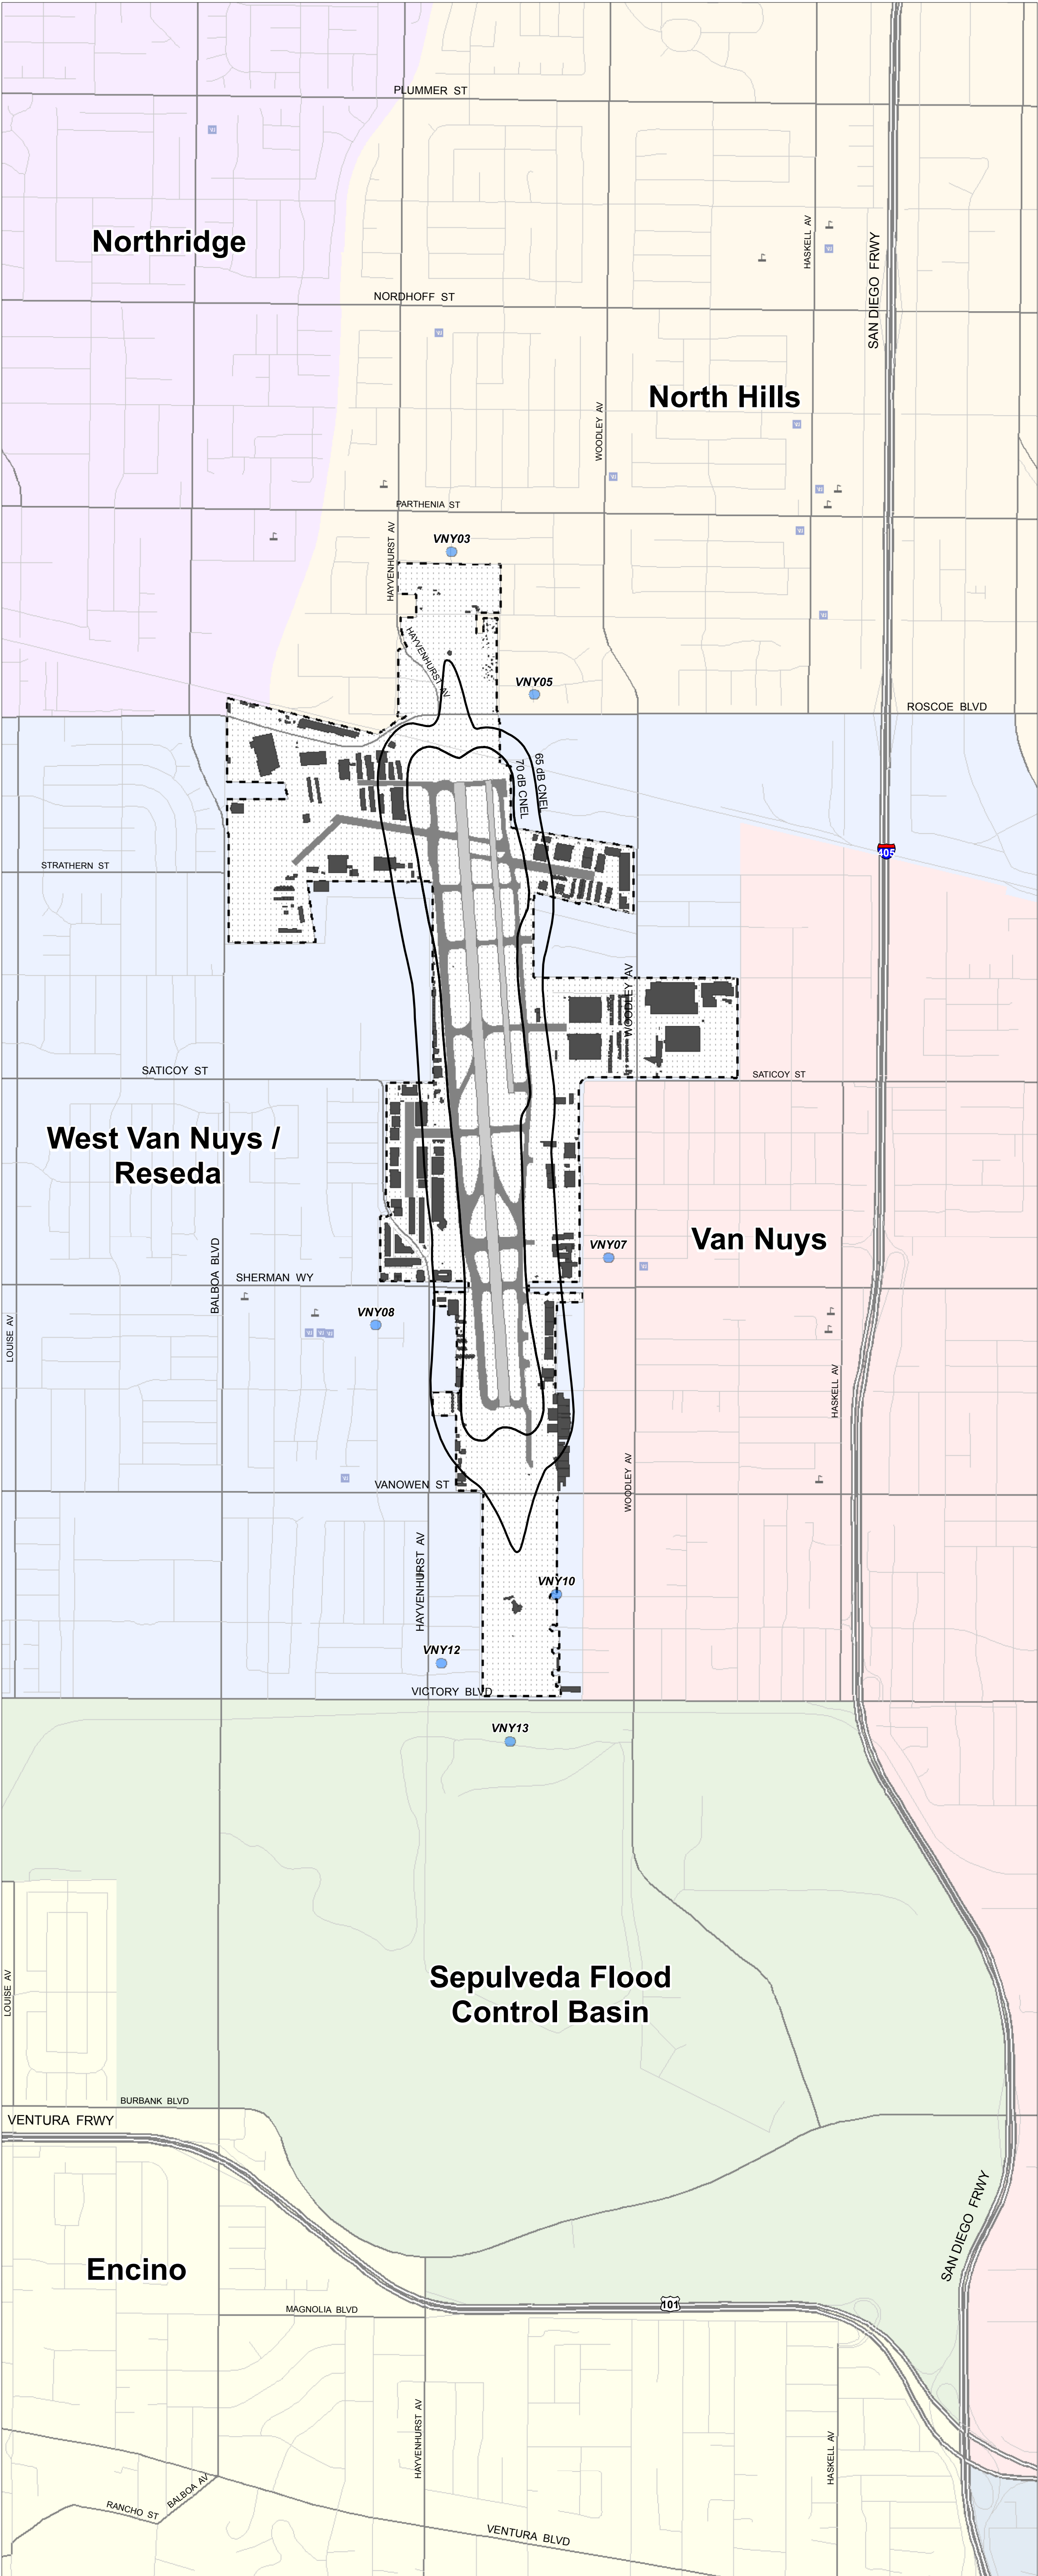 PLUMMER ST
Northridge
HASKELL AV
SAN DIEGO FRWY
NORDHOFF ST
North Hills
WOODLEY AV
PARTHENIA ST
HAYVENHURST AV
VNY03
HAYVENHURST AV
VNY05
ROSCOE BLVD
65 dB CNEL
70 dB CNEL
405
STRATHERN ST
WOODLEY AV
SATICOY ST
SATICOY ST
West Van Nuys /
Reseda
Van Nuys
VNY07
BALBOA BLVD
SHERMAN WY
VNY08
LOUISE AV
HASKELL AV
VANOWEN ST
WOODLEY AV
HAYVENHURST AV
VNY10
VNY12
VICTORY BLVD
VNY13
Sepulveda Flood
Control Basin
LOUISE AV
BURBANK BLVD
VENTURA FRWY
SAN DIEGO FRWY
Encino
101
MAGNOLIA BLVD
HAYVENHURST AV
HASKELL AV
BALBOA AV
RANCHO ST
VENTURA BLVD